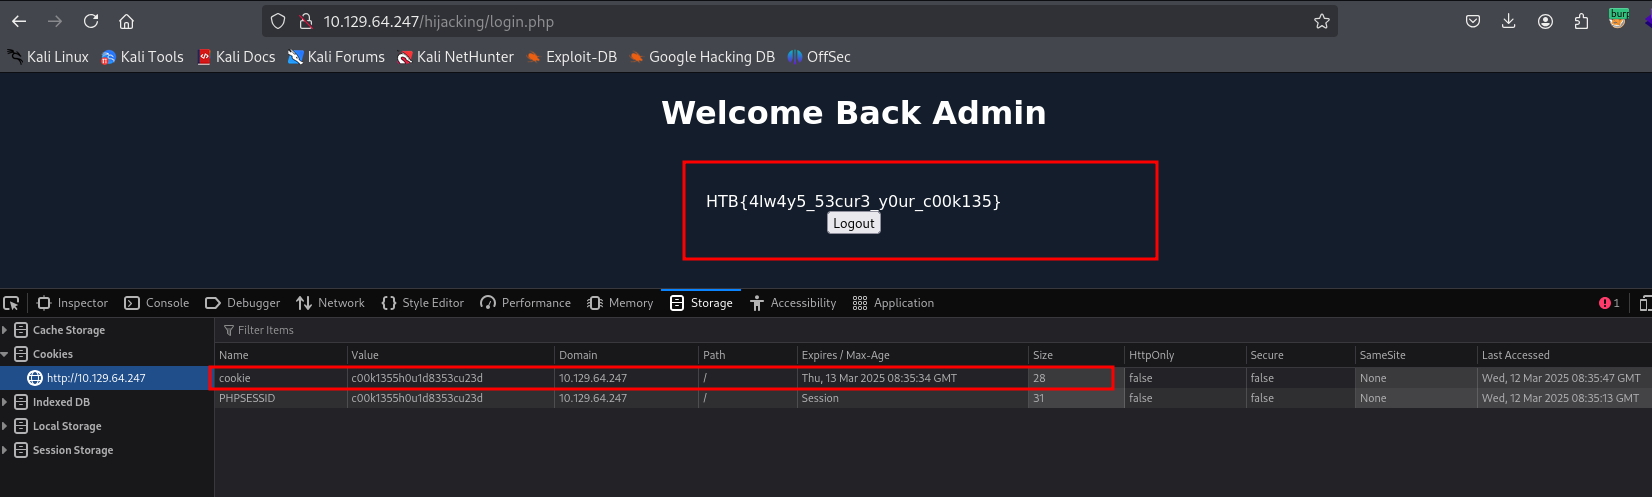 10.129.64.247/hijacking/login.php
Kali Linux Kali Tools Kali Docs Kali Forums Kali NetHunter Exploit-DB Google Hacking DB OffSec
Welcome Back Admin
HTB{4lw4y5_53cur3_y0ur_c00k135}
Logout
Inspector Console Debugger Network Style Editor Performance Memory Storage Accessibility Application 1
Cache Storage
Cookies
http://10.129.64.247
Indexed DB
Local Storage
Session Storage
Filter Items
Name Value Domain Path Expires / Max-Age Size HttpOnly Secure SameSite Last Accessed
cookie c00k1355h0u1d8353cu23d 10.129.64.247 / Thu, 13 Mar 2025 08:35:34 GMT 28 false false None Wed, 12 Mar 2025 08:35:47 GMT
PHPSESSID c00k1355h0u1d8353cu23d 10.129.64.247 / Session 31 false false None Wed, 12 Mar 2025 08:35:13 GMT